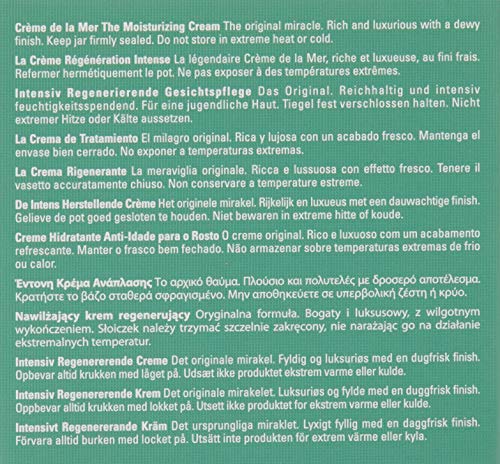 Crème de la Mer The Moisturizing Cream The original miracle. Rich and luxurious with a dewy
finish. Keep jar firmly sealed. Do not store in extreme heat or cold.
La Crème Régénération Intense La légendaire Crème de la Mer, riche et luxueuse, au fini frais.
Refermer hermétiquement le pot. Ne pas exposer à des températures extrêmes.
Intensiv Regenerierende Gesichtspflege Das Original. Reichhaltig und intensiv
feuchtigkeitsspendend. Für eine jugendliche Haut. Tiegel fest verschlossen halten. Nicht
extremer Hitze oder Kälte aussetzen.
La Crema de Tratamiento El milagro original. Rica y lujosa con un acabado fresco. Mantenga el
envase bien cerrado. No exponer a temperaturas extremas.
La Crema Rigenerante La meraviglia originale. Ricca e lussuosa con effetto fresco. Tenere il
vasetto accuratamente chiuso. Non conservare a temperature estreme.
De Intens Herstellende Crème Het originele mirakel. Rijkelijk en luxueus met een dauwachtige finish.
Gelieve de pot goed gesloten te houden. Niet bewaren in extreme hitte of koude.
Creme Hidratante Anti-Idade para o Rosto O creme original. Rico e luxuoso com um acabamento
refrescante. Manter o frasco bem fechado. Não armazenar sobre temperaturas extremas de frio
ou calor.
Έντονη Κρέμα Ανάπλασης Το αρχικό θαύμα. Πλούσιο και πολυτελές με δροσερό αποτέλεσμα.
Κρατήστε το βάζο σταθερά σφραγισμένο. Μην αποθηκεύετε σε υπερβολική ζέστη ή κρύο.
Nawilżający krem regenerujący Oryginalna formuła. Bogaty i luksusowy, z wilgotnym
wykończeniem. Słoiczek należy trzymać szczelnie zakręcony, nie narażając go na działanie
ekstremalnych temperatur.
Intensiv Regenererende Creme Det originale mirakel. Fyldig og luksuriøs med en dugfrisk finish.
Opbevar altid krukken med låget på. Udsæt ikke produktet ekstrem varme eller kulde.
Intensiv Regenererende Krem Det originale mirakelet. Luksuriøs og fylde med en duggfrisk finish.
Oppbevar altid krukken med lokket på. Utsett ikke produktet for ekstrem varme eller kulde.
Intensivt Regenererande Kräm Det ursprungliga miraklet. Lyxigt fyllig med en daggfrisk finish.
Förvara alltid burken med locket på. Utsätt inte produkten för extrem värme eller kyla.